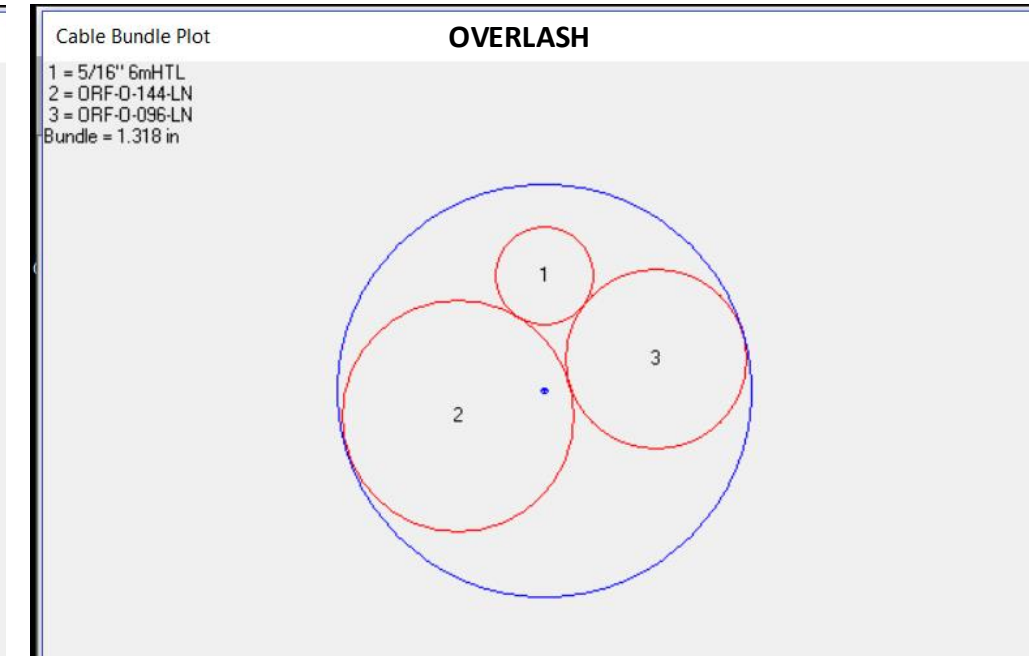 Cable Bundle Plot
OVERLASH
1 = 5/16" 6mHTL
2 = ORF-O-144-LN
3 = ORF-O-096-LN
Bundle = 1.318 in
1
3
2